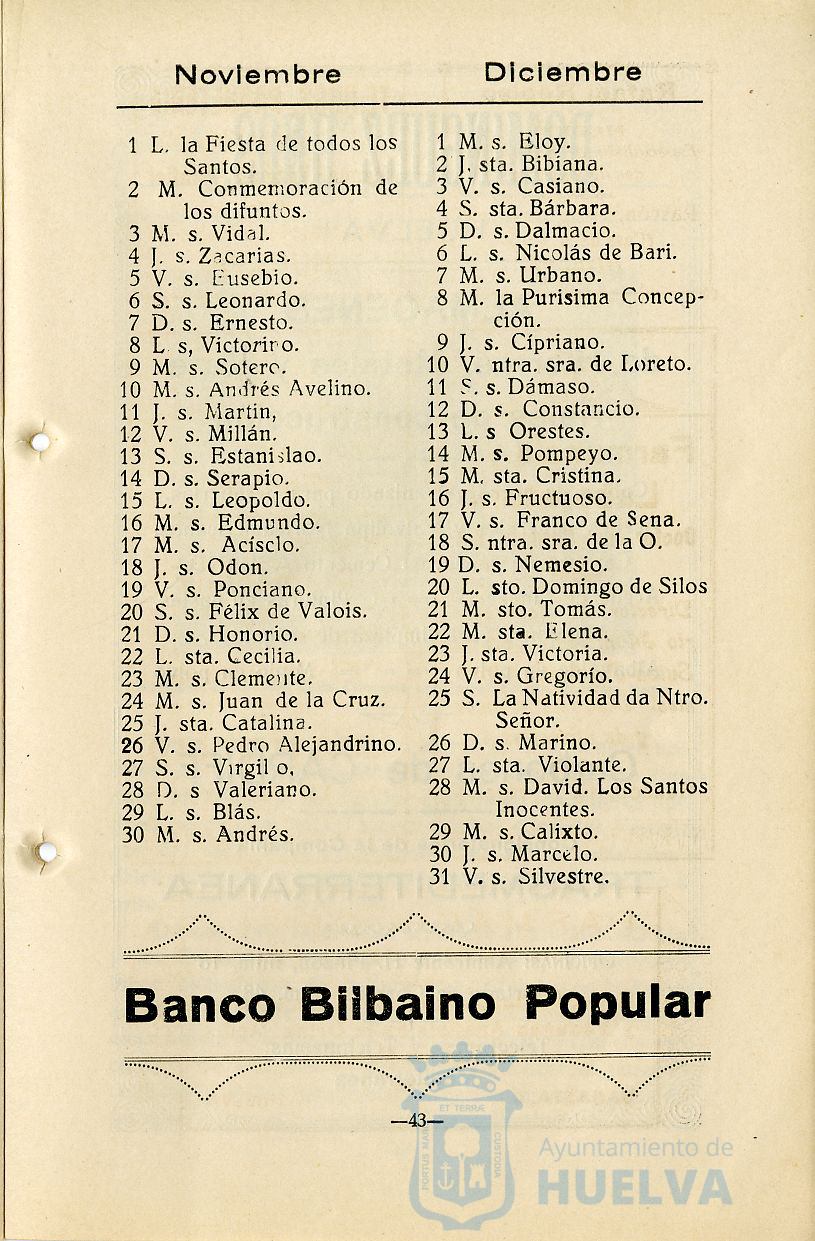 Noviembre
1 L. la Fiesta de todos los
Santos.
2 M. Conmemoración de
los difuntos.
3 M. s. Vidal.
4 J. s. Zacarias.
5 V. s. Eusebio.
6 S. s. Leonardo.
7 D. s. Ernesto.
8 L s, Victorino.
9 M. s. Sotero.
10 M. s. Andrés Avelino.
11 J. s. Martin,
12 V. s. Millán.
13 S. s. Estanislao.
14 D. s. Serapio.
15 L. s. Leopoldo.
16 M. s. Edmundo.
17 M. s. Acísclo.
18 J. s. Odon.
19 V. s. Ponciano.
20 S. s. Félix de Valois.
21 D. s. Honorio.
22 L. sta. Cecilia.
23 M. s. Clemente.
24 M. s. Juan de la Cruz.
25 J. sta. Catalina.
26 V. s. Pedro Alejandrino.
27 S. s. Virgil o.
28 D. s Valeriano.
29 L. s. Blás.
30 M. s. Andrés.
Diciembre
1 M. s. Eloy.
2 J. sta. Bibiana.
3 V. s. Casiano.
4 S. sta. Bárbara.
5 D. s. Dalmacio.
6 L. s. Nicolás de Bari.
7 M. s. Urbano.
8 M. la Purisima Concep-
ción.
9 J. s. Cípriano.
10 V. ntra. sra. de Loreto.
11 S. s. Dámaso.
12 D. s. Constancio.
13 L. s Orestes.
14 M. s. Pompeyo.
15 M. sta. Cristina.
16 J. s. Fructuoso.
17 V. s. Franco de Sena.
18 S. ntra. sra. de la O.
19 D. s. Nemesio.
20 L. sto. Domingo de Silos
21 M. sto. Tomás.
22 M. sta. Elena.
23 J. sta. Victoria.
24 V. s. Gregorío.
25 S. La Natividad da Ntro.
Señor.
26 D. s. Marino.
27 L. sta. Violante.
28 M. s. David. Los Santos
Inocentes.
29 M. s. Calixto.
30 J. s. Marcelo.
31 V. s. Silvestre.
Banco Bilbaino Popular
—43—
ET TERRÆ
PORTUS MARIS
CUSTODIA
Ayuntamiento de
HUELVA